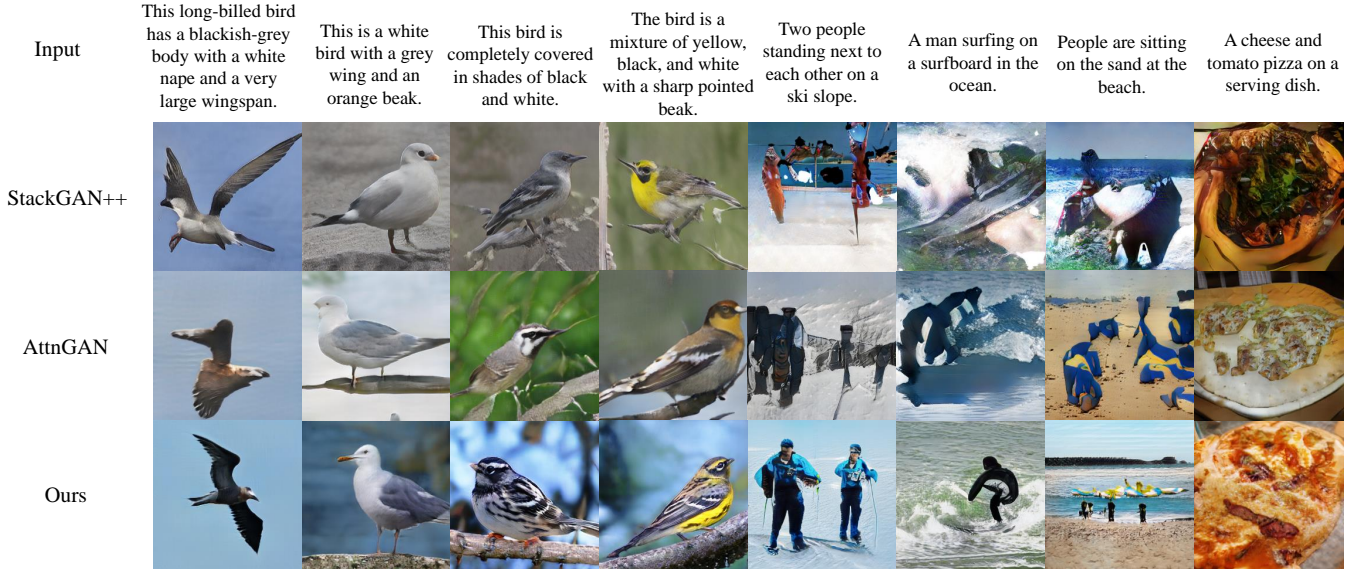 Input
This long-billed bird
has a blackish-grey
body with a white
nape and a very
large wingspan.
This is a white
bird with a grey
wing and an
orange beak.
This bird is
completely covered
in shades of black
and white.
The bird is a
mixture of yellow,
black, and white
with a sharp pointed
beak.
Two people
standing next to
each other on a
ski slope.
A man surfing on
a surfboard in the
ocean.
People are sitting
on the sand at the
beach.
A cheese and
tomato pizza on a
serving dish.
StackGAN++
AttnGAN
Ours